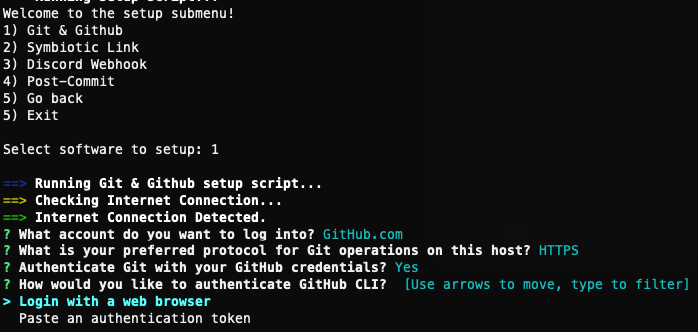 Running Setup Script...
Welcome to the setup submenu!
1) Git & Github
2) Symbiotic Link
3) Discord Webhook
4) Post-Commit
5) Go back
5) Exit
Select software to setup: 1
==> Running Git & Github setup script...
==> Checking Internet Connection...
==> Internet Connection Detected.
? What account do you want to log into? GitHub.com
? What is your preferred protocol for Git operations on this host? HTTPS
? Authenticate Git with your GitHub credentials? Yes
? How would you like to authenticate GitHub CLI? [Use arrows to move, type to filter]
> Login with a web browser
Paste an authentication token